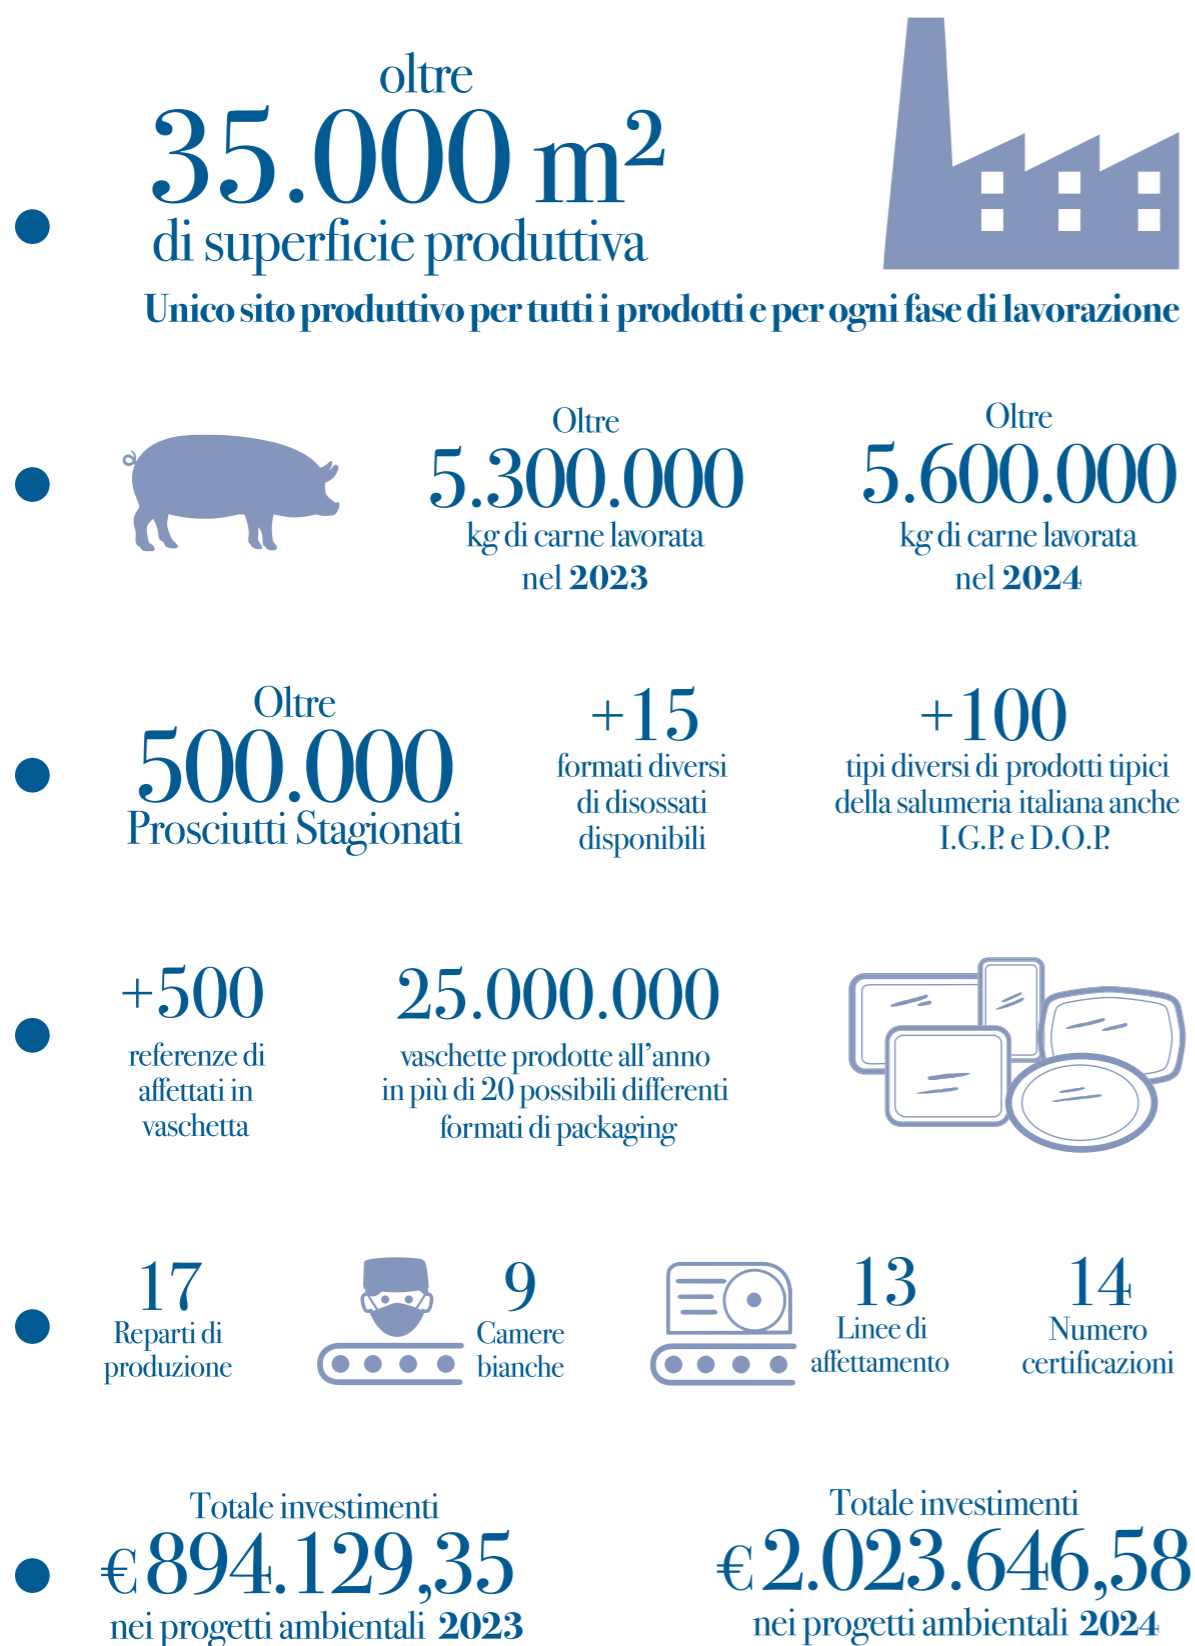 oltre
35.000 m²
di superficie produttiva
Unico sito produttivo per tutti i prodotti e per ogni fase di lavorazione
Oltre
5.300.000
kg di carne lavorata
nel 2023
Oltre
5.600.000
kg di carne lavorata
nel 2024
Oltre
500.000
Prosciutti Stagionati
+15
formati diversi
di disossati
disponibili
+100
tipi diversi di prodotti tipici
della salumeria italiana anche
I.G.P. e D.O.P.
+500
referenze di
affettati in
vaschetta
25.000.000
vaschette prodotte all’anno
in più di 20 possibili differenti
formati di packaging
17
Reparti di
produzione
9
Camere
bianche
13
Linee di
affettamento
14
Numero
certificazioni
Totale investimenti
€ 894.129,35
nei progetti ambientali 2023
Totale investimenti
€ 2.023.646,58
nei progetti ambientali 2024